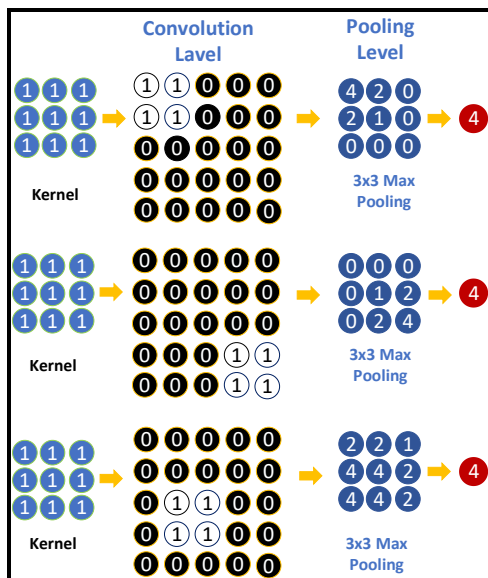 Convolution Pooling
Lavel Level
1 1 1 1 1 0 0 0 4 2 0
1 1 1 1 1 0 0 0 2 1 0 4
1 1 1 0 0 0 0 0 0 0 0
0 0 0 0 0 3x3 Max
Kernel 0 0 0 0 0 Pooling
1 1 1 0 0 0 0 0 0 0 0
1 1 1 0 0 0 0 0 0 1 2 4
1 1 1 0 0 0 0 0 0 2 4
0 0 0 1 1 3x3 Max
Kernel 0 0 0 1 1 Pooling
1 1 1 0 0 0 0 0 2 2 1
1 1 1 0 0 0 0 0 4 4 2 4
1 1 1 0 1 1 0 0 4 4 2
0 1 1 0 0
Kernel 0 0 0 0 0 3x3 Max
Pooling